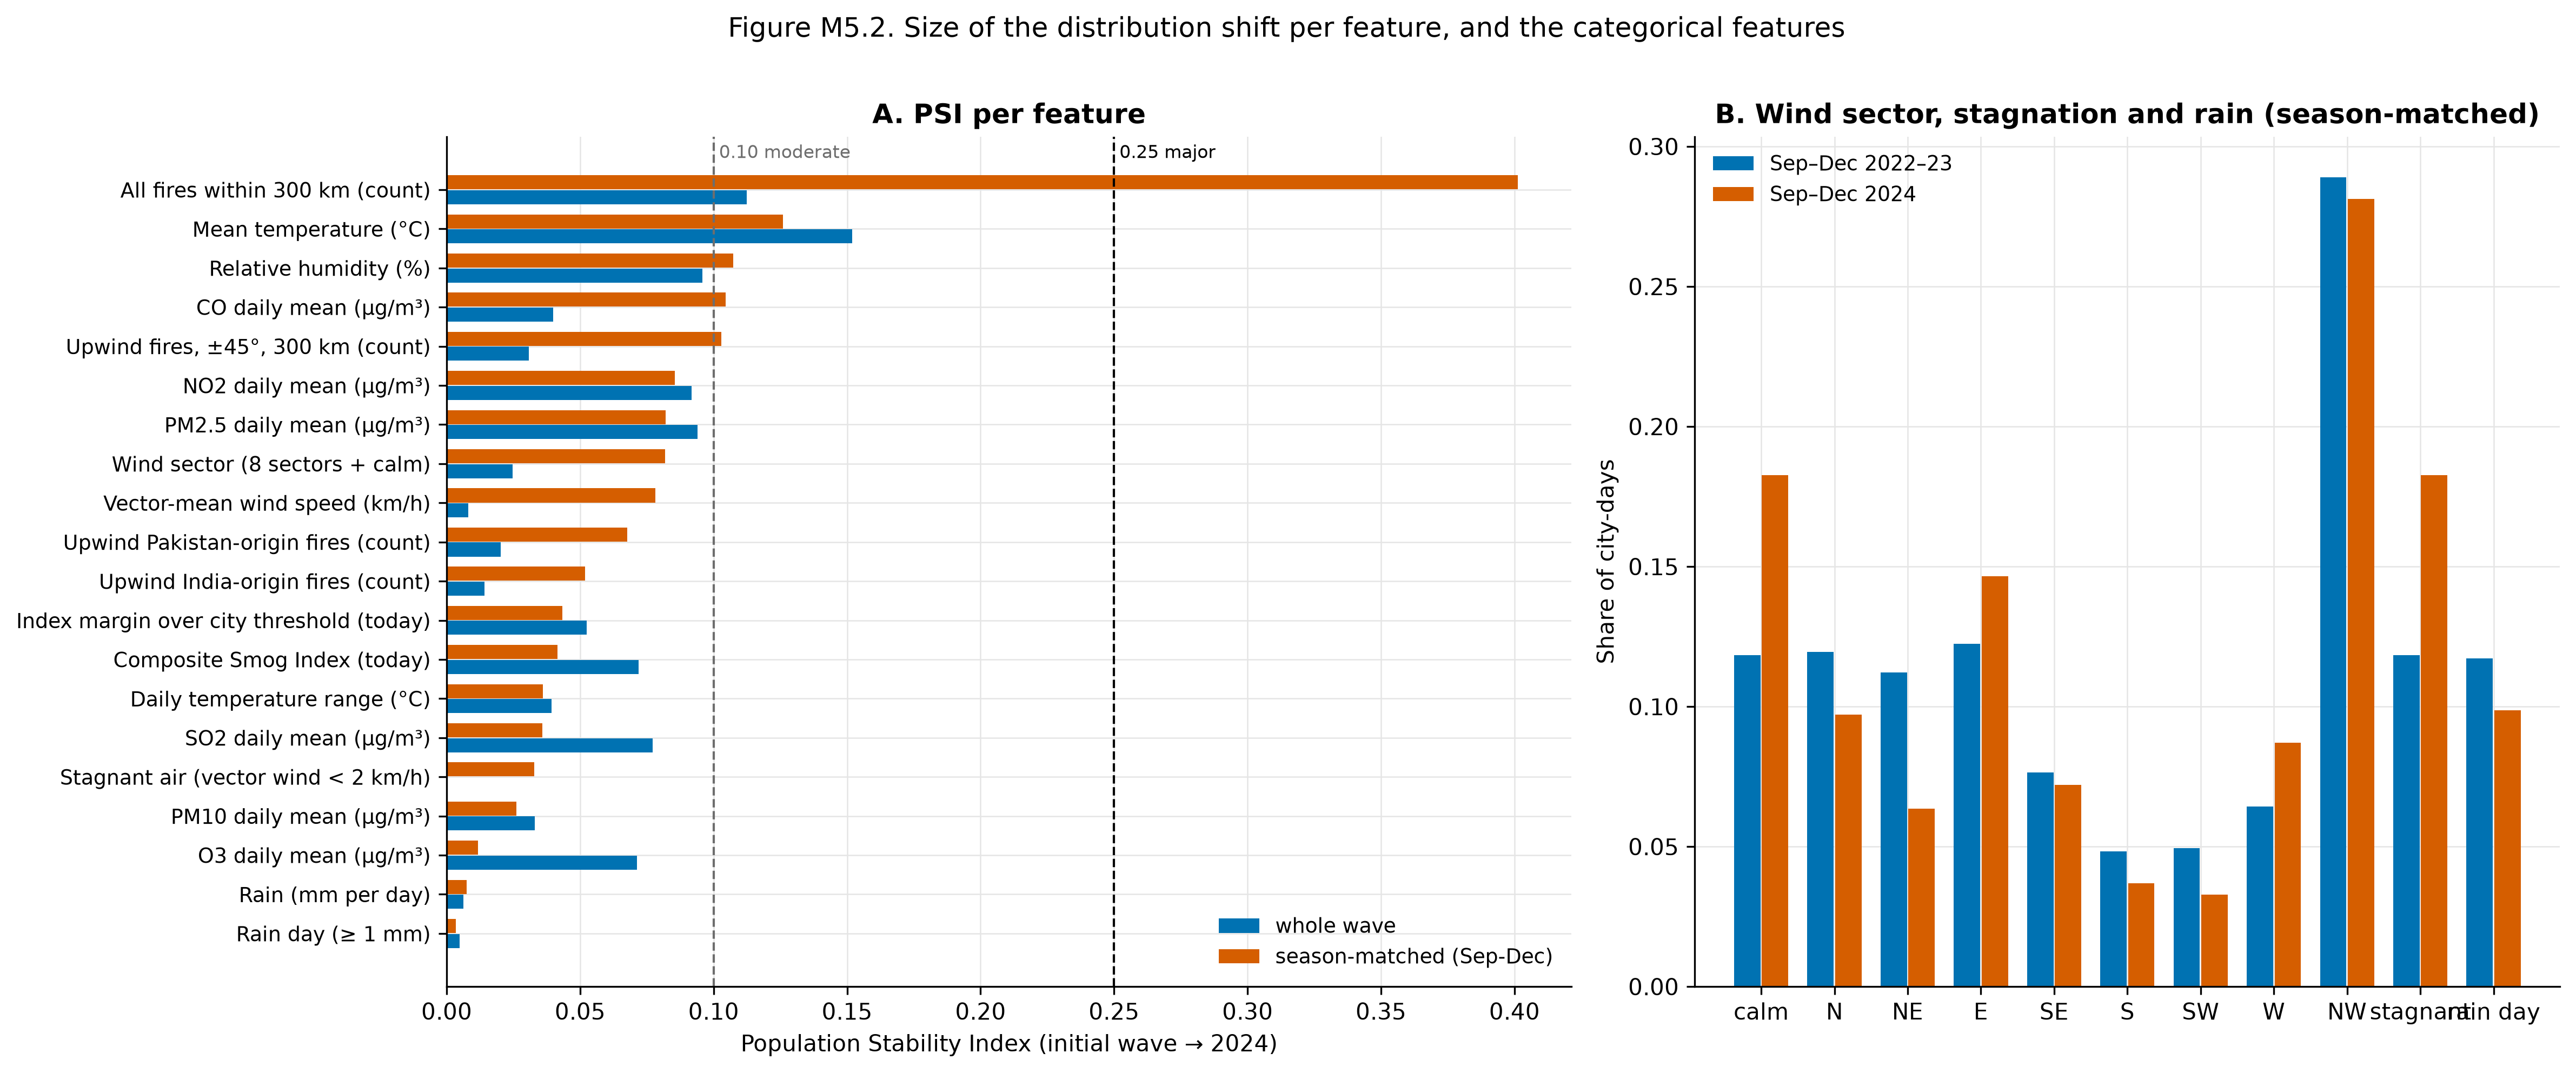 Figure M5.2. Size of the distribution shift per feature, and the categorical features
A. PSI per feature
0.10 moderate
0.25 major
All fires within 300 km (count)
Mean temperature (°C)
Relative humidity (%)
CO daily mean (µg/m³)
Upwind fires, ±45°, 300 km (count)
NO2 daily mean (µg/m³)
PM2.5 daily mean (µg/m³)
Wind sector (8 sectors + calm)
Vector-mean wind speed (km/h)
Upwind Pakistan-origin fires (count)
Upwind India-origin fires (count)
Index margin over city threshold (today)
Composite Smog Index (today)
Daily temperature range (°C)
SO2 daily mean (µg/m³)
Stagnant air (vector wind < 2 km/h)
PM10 daily mean (µg/m³)
O3 daily mean (µg/m³)
Rain (mm per day)
Rain day (≥ 1 mm)
whole wave
season-matched (Sep-Dec)
0.00 0.05 0.10 0.15 0.20 0.25 0.30 0.35 0.40
Population Stability Index (initial wave → 2024)
B. Wind sector, stagnation and rain (season-matched)
Sep–Dec 2022–23
Sep–Dec 2024
Share of city-days
0.30
0.25
0.20
0.15
0.10
0.05
0.00
calm N NE E SE S SW W NW stagnant rain day